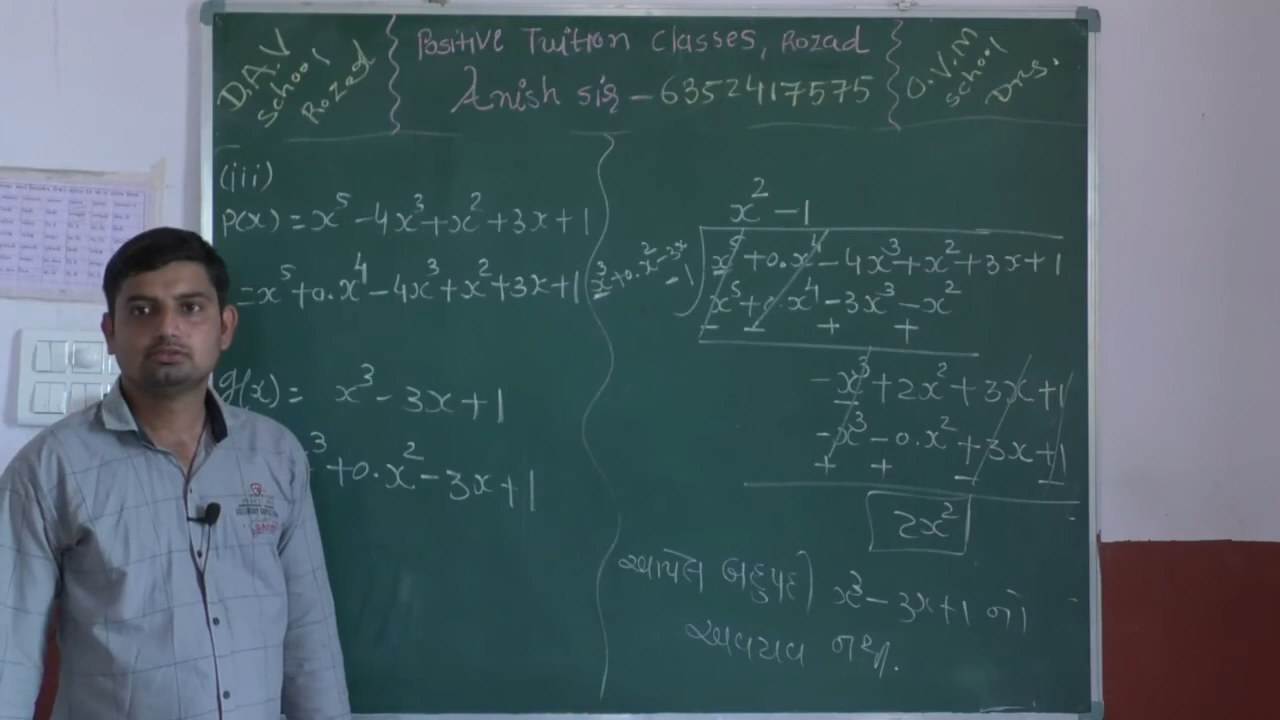 D.A.V
School
Rozad
Positive Tuition Classes, Rozad
Anish sir - 6352417575
O.V.M
School
Dhs.
(iii)
p(x) = x⁵ - 4x³ + x² + 3x + 1
= x⁵ + 0.x⁴ - 4x³ + x² + 3x + 1
g(x) = x³ - 3x + 1
³ + 0.x² - 3x + 1
x² - 1
x³ + 0.x² - 3x
- 1
x⁵ + 0.x⁴ - 4x³ + x² + 3x + 1
x⁵ + 0.x⁴ - 3x³ - x²
- - + +
- x³ + 2x² + 3x + 1
- x³ - 0.x² + 3x + 1
+ + - -
2x²
આપેલ બહુપદી x³ - 3x + 1 નો
અવયવ નથી.